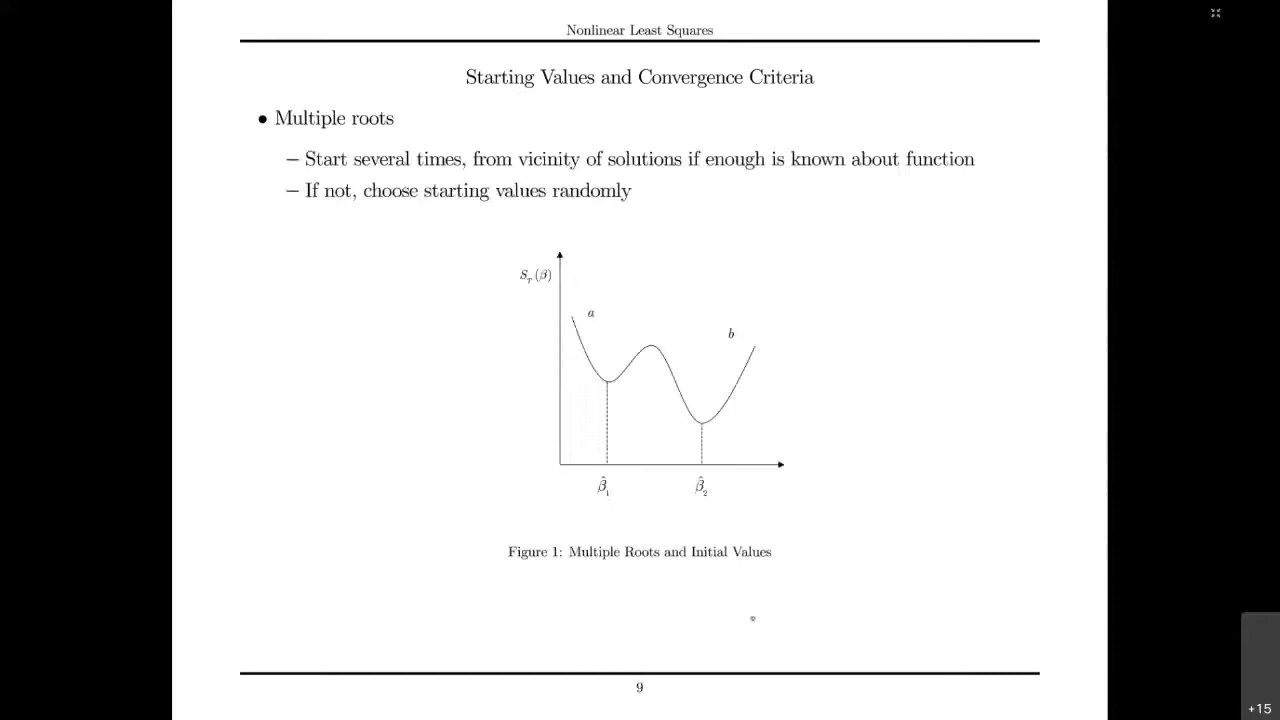 Nonlinear Least Squares
Starting Values and Convergence Criteria
• Multiple roots
– Start several times, from vicinity of solutions if enough is known about function
– If not, choose starting values randomly
S_T(β)
a
b
β̂₁
β̂₂
Figure 1: Multiple Roots and Initial Values
9
+15